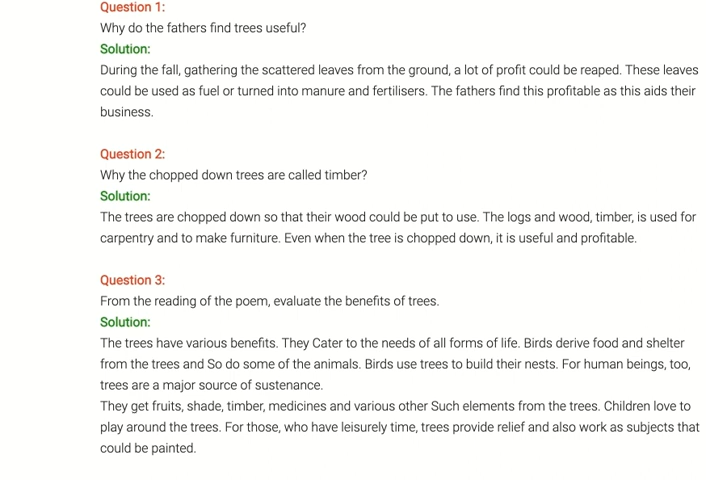 Question 1:
Why do the fathers find trees useful?
Solution:
During the fall, gathering the scattered leaves from the ground, a lot of profit could be reaped. These leaves
could be used as fuel or turned into manure and fertilisers. The fathers find this profitable as this aids their
business.
Question 2:
Why the chopped down trees are called timber?
Solution:
The trees are chopped down so that their wood could be put to use. The logs and wood, timber, is used for
carpentry and to make furniture. Even when the tree is chopped down, it is useful and profitable.
Question 3:
From the reading of the poem, evaluate the benefits of trees.
Solution:
The trees have various benefits. They Cater to the needs of all forms of life. Birds derive food and shelter
from the trees and So do some of the animals. Birds use trees to build their nests. For human beings, too,
trees are a major source of sustenance.
They get fruits, shade, timber, medicines and various other Such elements from the trees. Children love to
play around the trees. For those, who have leisurely time, trees provide relief and also work as subjects that
could be painted.